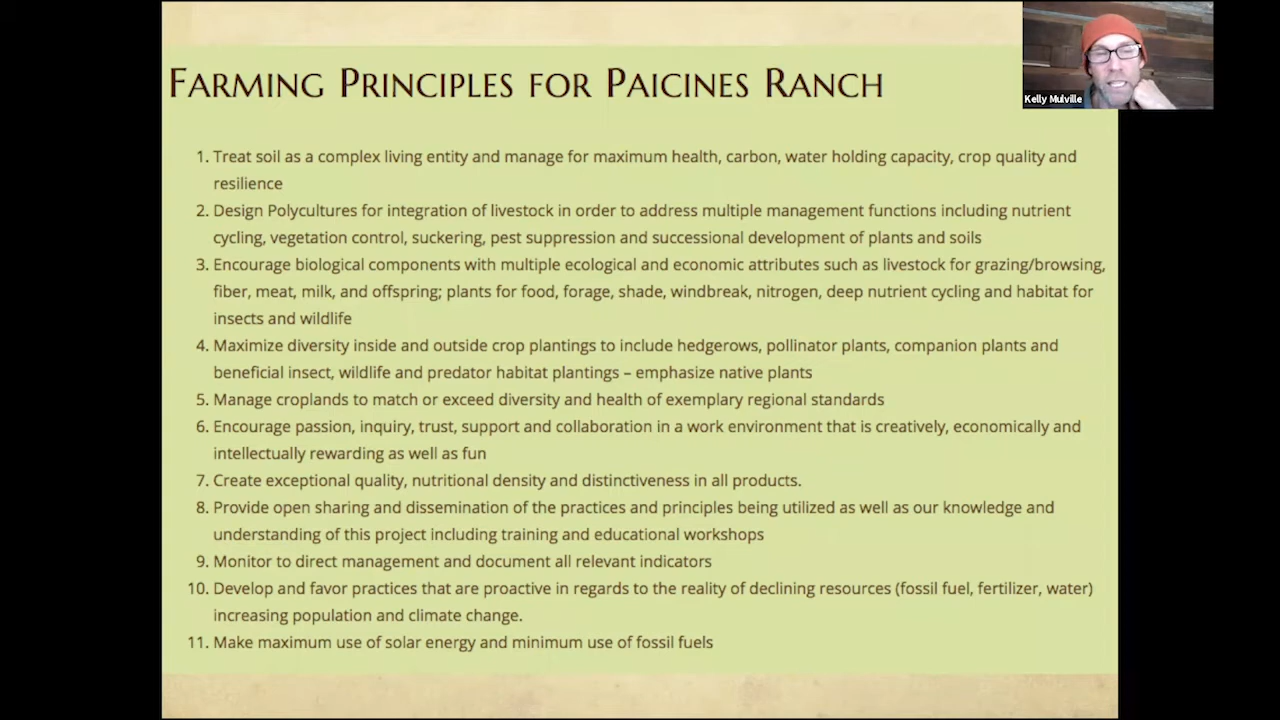 FARMING PRINCIPLES FOR PAICINES RANCH
Kelly Mulville
1. Treat soil as a complex living entity and manage for maximum health, carbon, water holding capacity, crop quality and
resilience
2. Design Polycultures for integration of livestock in order to address multiple management functions including nutrient
cycling, vegetation control, suckering, pest suppression and successional development of plants and soils
3. Encourage biological components with multiple ecological and economic attributes such as livestock for grazing/browsing,
fiber, meat, milk, and offspring; plants for food, forage, shade, windbreak, nitrogen, deep nutrient cycling and habitat for
insects and wildlife
4. Maximize diversity inside and outside crop plantings to include hedgerows, pollinator plants, companion plants and
beneficial insect, wildlife and predator habitat plantings – emphasize native plants
5. Manage croplands to match or exceed diversity and health of exemplary regional standards
6. Encourage passion, inquiry, trust, support and collaboration in a work environment that is creatively, economically and
intellectually rewarding as well as fun
7. Create exceptional quality, nutritional density and distinctiveness in all products.
8. Provide open sharing and dissemination of the practices and principles being utilized as well as our knowledge and
understanding of this project including training and educational workshops
9. Monitor to direct management and document all relevant indicators
10. Develop and favor practices that are proactive in regards to the reality of declining resources (fossil fuel, fertilizer, water)
increasing population and climate change.
11. Make maximum use of solar energy and minimum use of fossil fuels